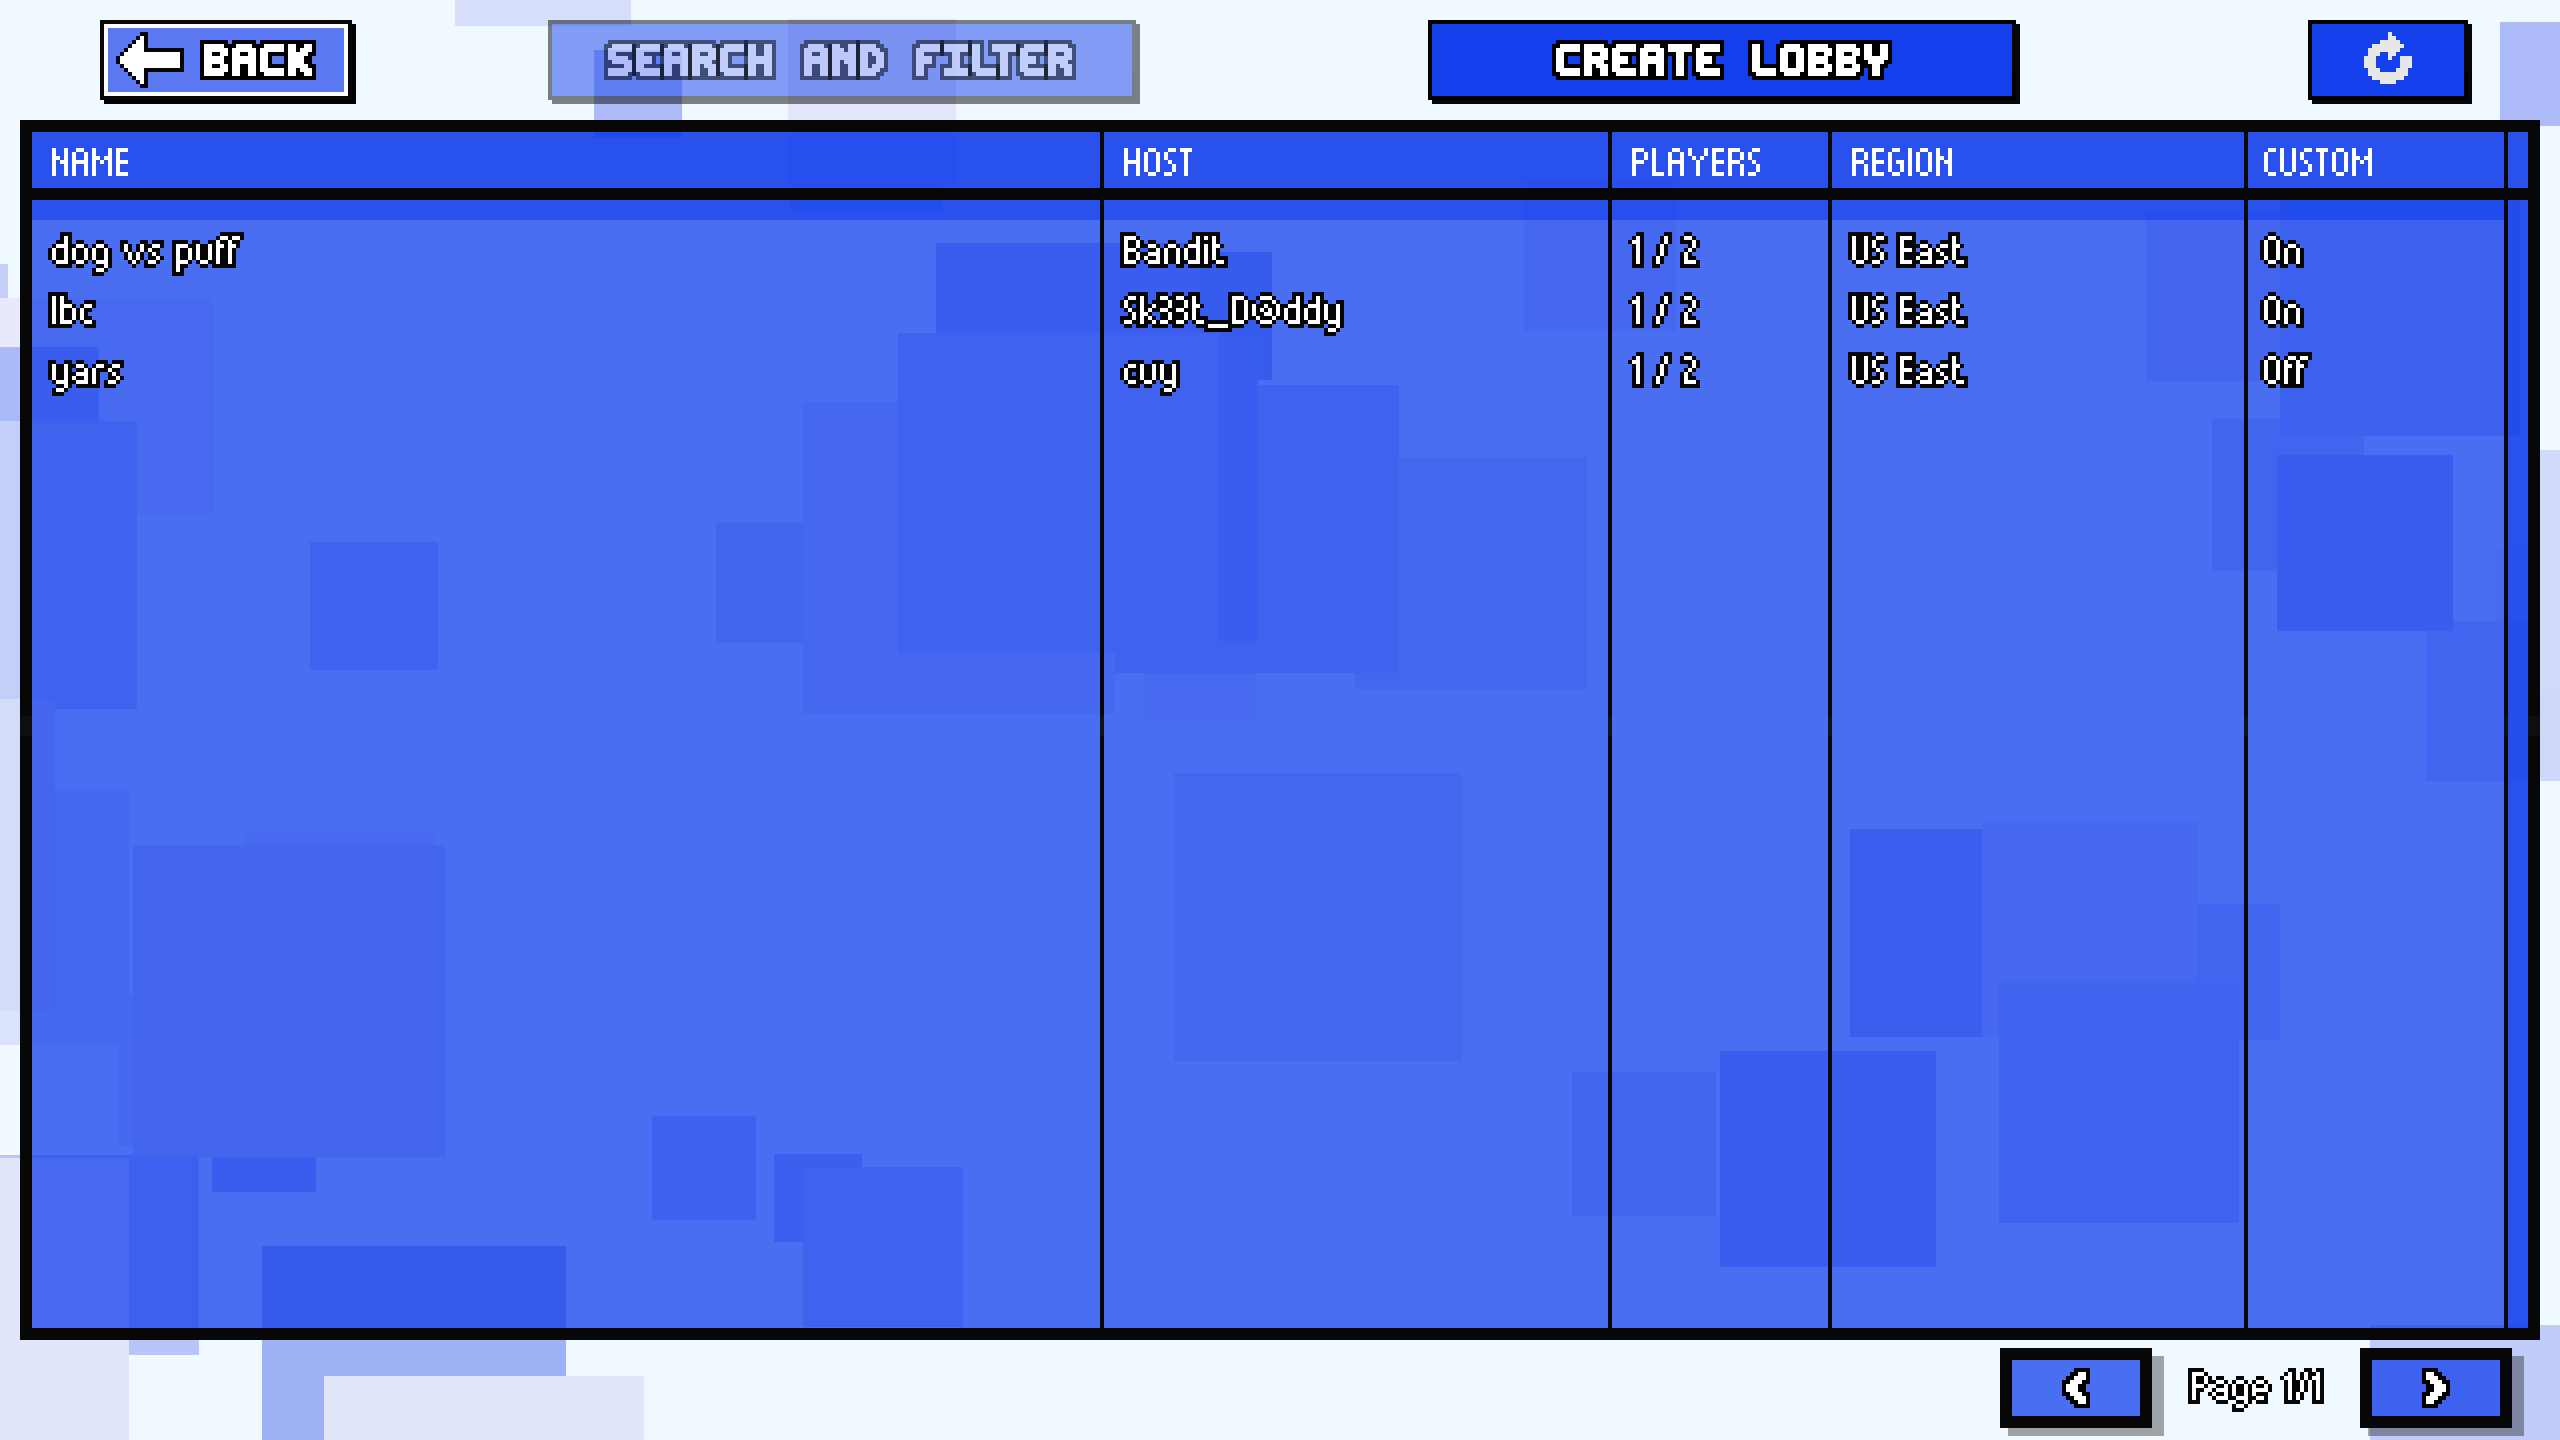 BACK SEARCH AND FILTER CREATE LOBBY
NAME HOST PLAYERS REGION CUSTOM
dog vs puff Bandit 1 / 2 US East On
lbc Sk33t_D@ddy 1 / 2 US East On
yars cuy 1 / 2 US East Off
Page 1/1